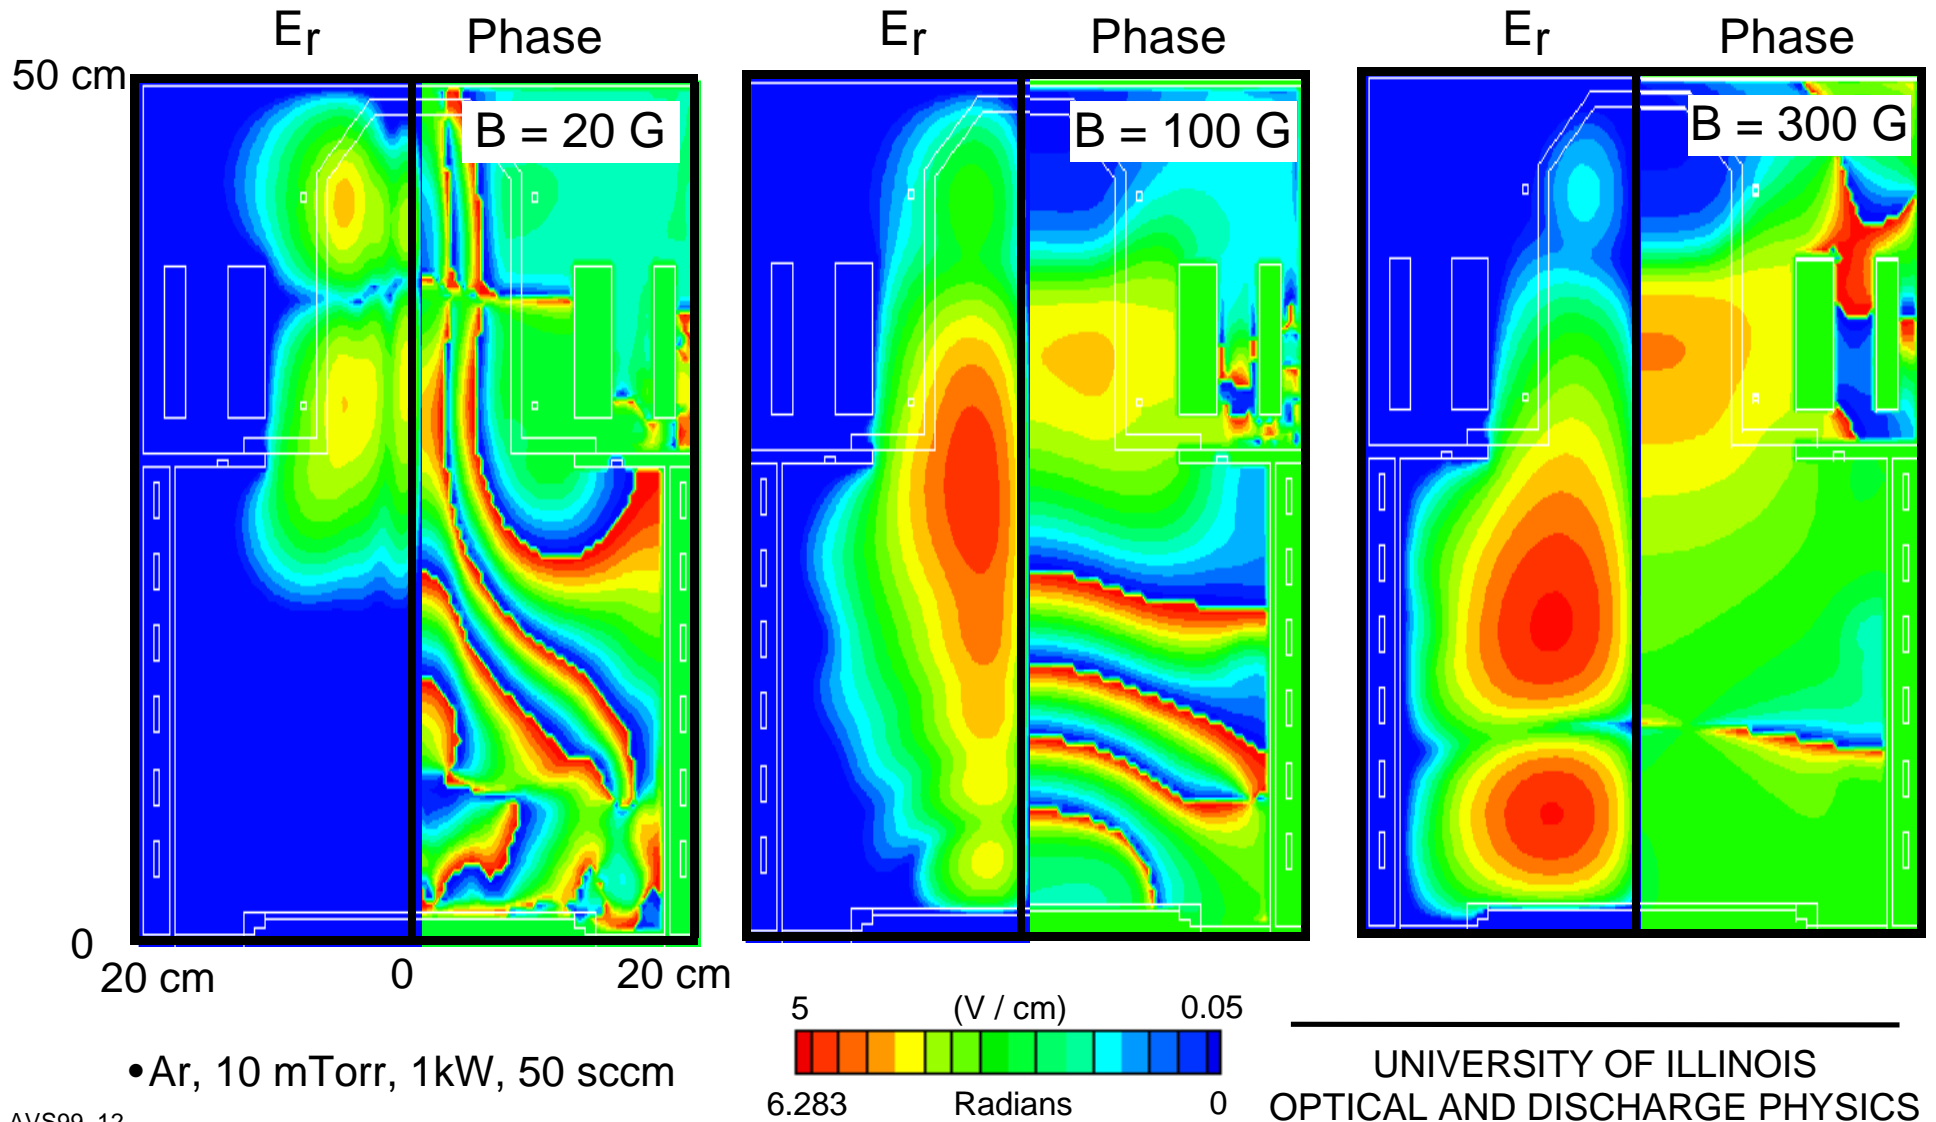 Er Phase Er Phase Er Phase
50 cm
B = 20 G B = 100 G B = 300 G
0
20 cm 0 20 cm
5 (V / cm) 0.05
•Ar, 10 mTorr, 1kW, 50 sccm
6.283 Radians 0
UNIVERSITY OF ILLINOIS
OPTICAL AND DISCHARGE PHYSICS